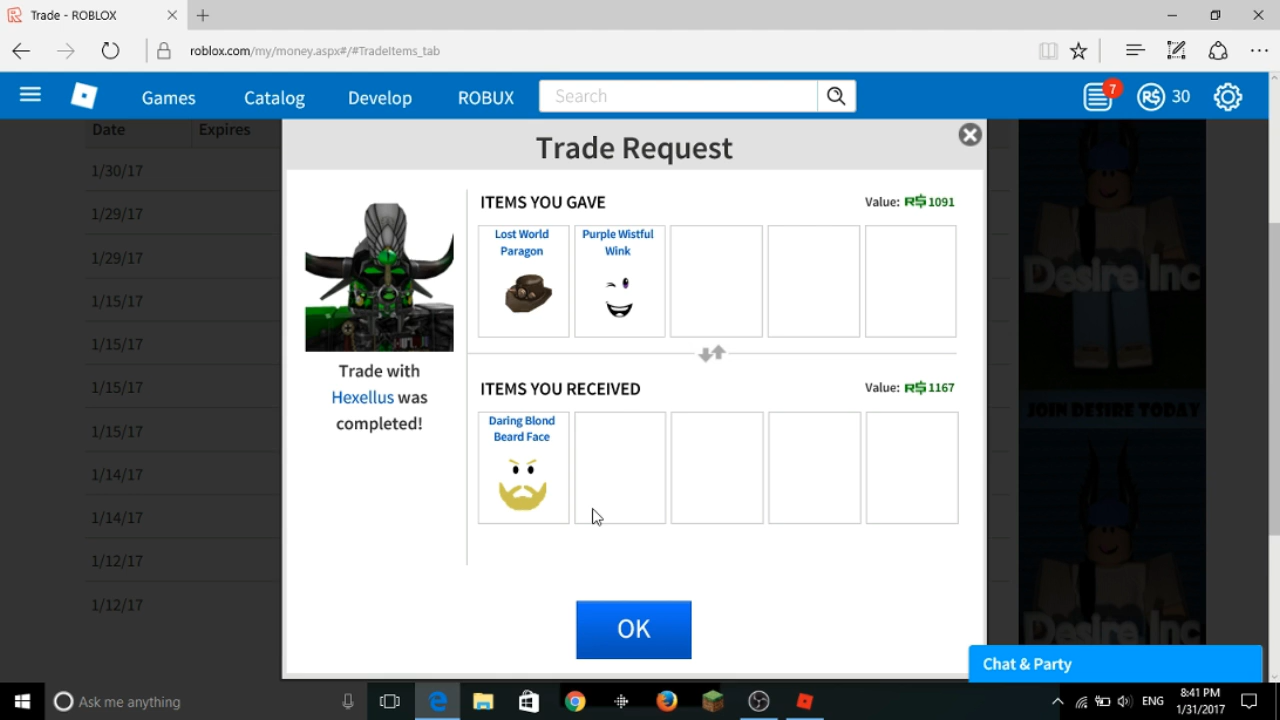 Trade - ROBLOX
roblox.com/my/money.aspx#/#TradeItems_tab
Games Catalog Develop ROBUX Search 7 R$ 30
Date Expires
1/30/17
1/29/17
1/29/17
1/15/17
1/15/17
1/15/17
1/15/17
1/14/17
1/14/17
1/12/17
1/12/17
Trade Request
Trade with
Hexellus was
completed!
ITEMS YOU GAVE Value: R$ 1091
Lost World
Paragon
Purple Wistful
Wink
ITEMS YOU RECEIVED Value: R$ 1167
Daring Blond
Beard Face
OK
Desire Inc
JOIN DESIRE TODAY
Desire Inc
Chat & Party
Ask me anything
ENG
8:41 PM
1/31/2017